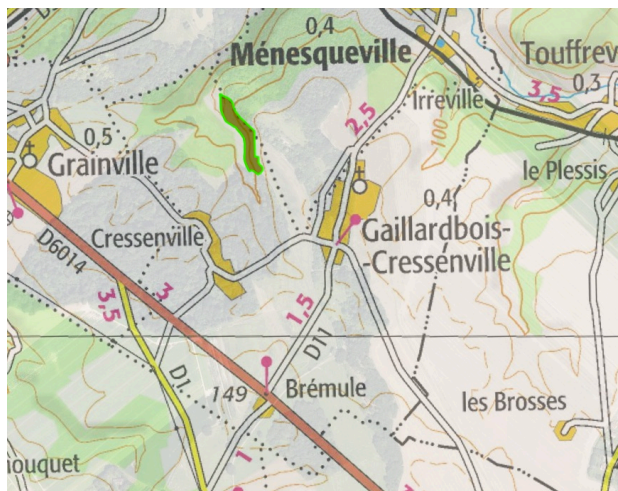 0,4
Ménesqueville
Touffrev
3,5
0,3
Irreville
2,5
100
0,5
Grainville
le Plessis
0,4
Cressenville
Gaillardbois-
-Cressenville
D6014
3,5
3
1,5
D11
D1
149
Brémule
les Brosses
1
ouquet